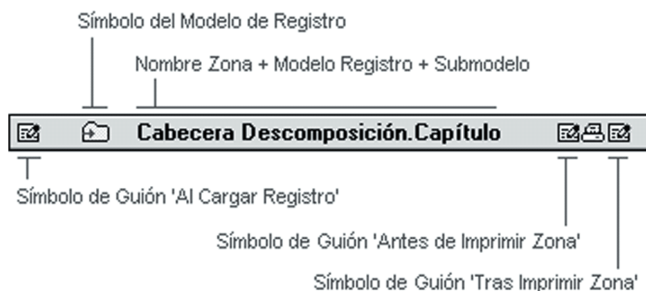 Símbolo del Modelo de Registro
Nombre Zona + Modelo Registro + Submodelo
Cabecera Descomposición.Capítulo
Símbolo de Guión 'Al Cargar Registro'
Símbolo de Guión 'Antes de Imprimir Zona'
Símbolo de Guión 'Tras Imprimir Zona'